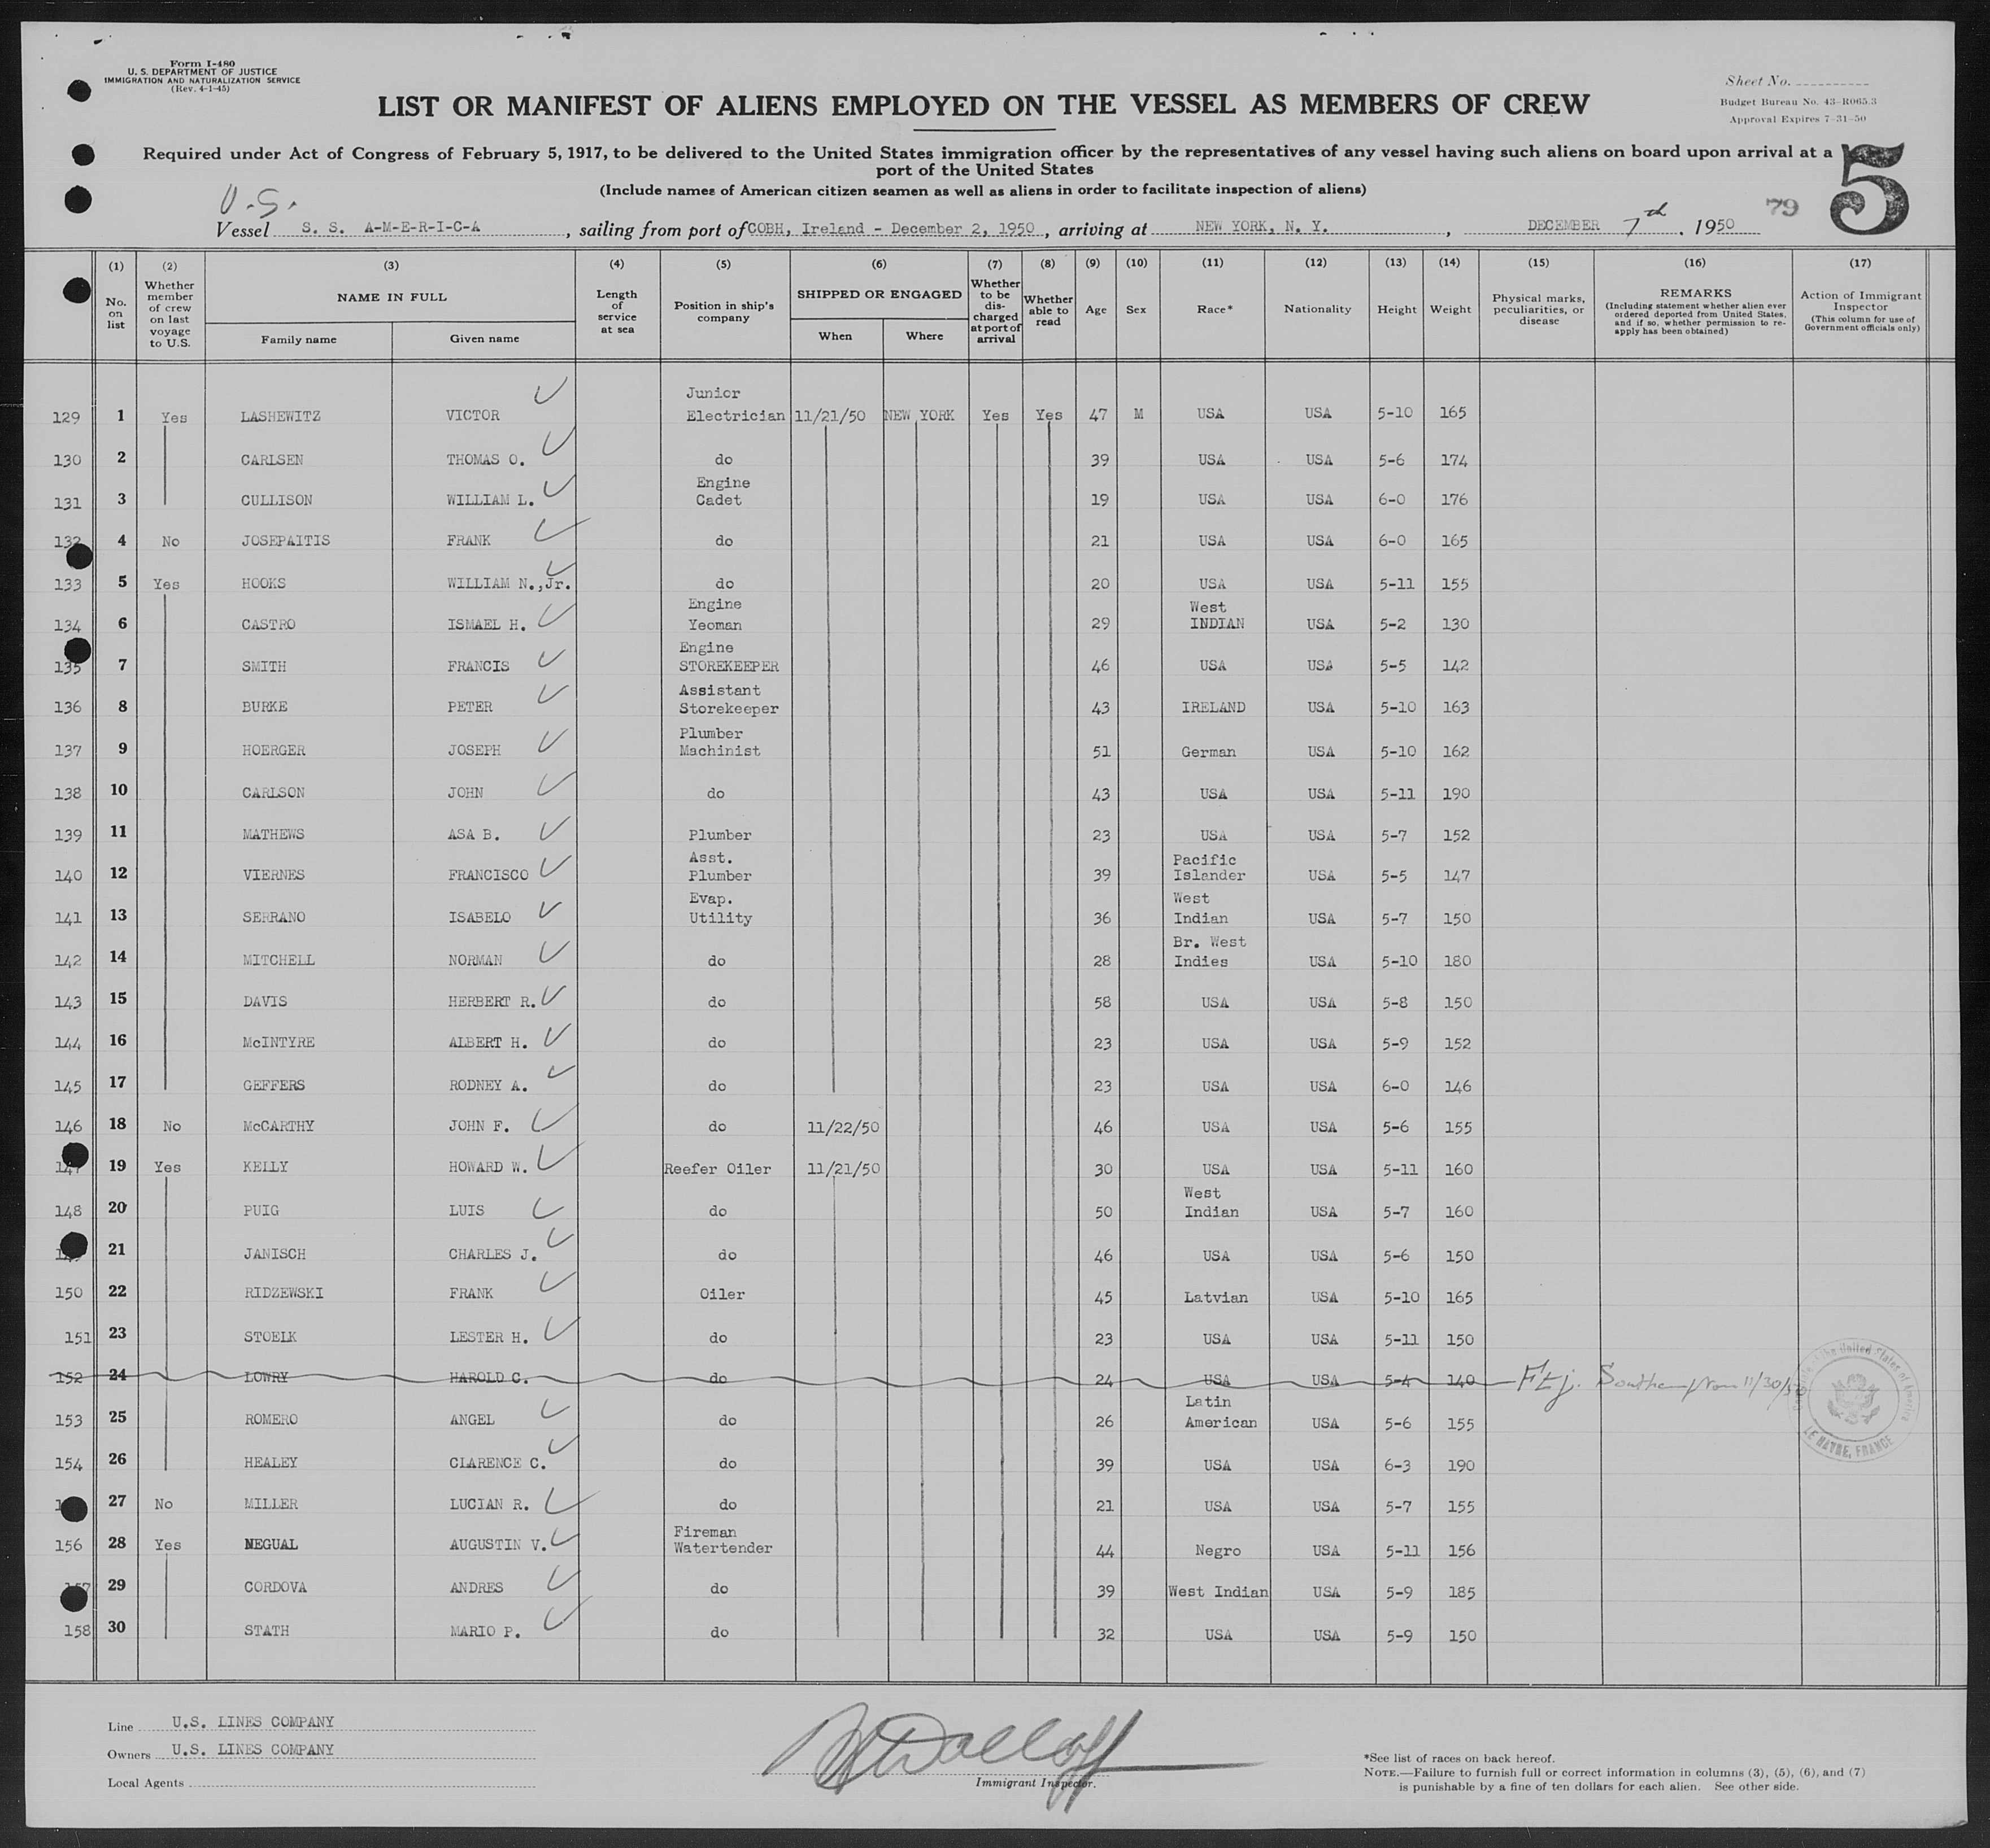 Form I-480
U. S. DEPARTMENT OF JUSTICE
IMMIGRATION AND NATURALIZATION SERVICE
(Rev. 4-1-45)
Sheet No.
Budget Bureau No. 43-R065.3
Approval Expires 7-31-50
LIST OR MANIFEST OF ALIENS EMPLOYED ON THE VESSEL AS MEMBERS OF CREW
Required under Act of Congress of February 5, 1917, to be delivered to the United States immigration officer by the representatives of any vessel having such aliens on board upon arrival at a
port of the United States
5
(Include names of American citizen seamen as well as aliens in order to facilitate inspection of aliens)
U.S.
79
Vessel S. S. A-M-E-R-I-C-A, sailing from port of COBH, Ireland - December 2, 1950, arriving at NEW YORK, N. Y., DECEMBER 7th, 1950
(1) (2) (3) (4) (5) (6) (7) (8) (9) (10) (11) (12) (13) (14) (15) (16) (17)
No. on list
Whether member of crew on last voyage to U.S.
NAME IN FULL
Family name
Given name
Length of service at sea
Position in ship's company
SHIPPED OR ENGAGED
When
Where
Whether to be discharged at port of arrival
Whether able to read
Age
Sex
Race*
Nationality
Height
Weight
Physical marks, peculiarities, or disease
REMARKS
(Including statement whether alien ever ordered deported from United States, and if so, whether permission to reapply has been obtained)
Action of Immigrant Inspector
(This column for use of Government officials only)
129 1 Yes LASHEWITZ VICTOR Junior Electrician 11/21/50 NEW YORK Yes Yes 47 M USA USA 5-10 165
130 2 CARLSEN THOMAS O. do 39 USA USA 5-6 174
131 3 CULLISON WILLIAM L. Engine Cadet 19 USA USA 6-0 176
132 4 No JOSEPAITIS FRANK do 21 USA USA 6-0 165
133 5 Yes HOOKS WILLIAM N., Jr. do 20 USA USA 5-11 155
134 6 CASTRO ISMAEL H. Engine Yeoman 29 West INDIAN USA 5-2 130
135 7 SMITH FRANCIS Engine STOREKEEPER 46 USA USA 5-5 142
136 8 BURKE PETER Assistant Storekeeper 43 IRELAND USA 5-10 163
137 9 HOERGER JOSEPH Plumber Machinist 51 German USA 5-10 162
138 10 CARLSON JOHN do 43 USA USA 5-11 190
139 11 MATHEWS ASA B. Plumber 23 USA USA 5-7 152
140 12 VIERNES FRANCISCO Asst. Plumber 39 Pacific Islander USA 5-5 147
141 13 SERRANO ISABELO Evap. Utility 36 West Indian USA 5-7 150
142 14 MITCHELL NORMAN do 28 Br. West Indies USA 5-10 180
143 15 DAVIS HERBERT R. do 58 USA USA 5-8 150
144 16 McINTYRE ALBERT H. do 23 USA USA 5-9 152
145 17 GEFFERS RODNEY A. do 23 USA USA 6-0 146
146 18 No McCARTHY JOHN F. do 11/22/50 46 USA USA 5-6 155
147 19 Yes KELLY HOWARD W. Reefer Oiler 11/21/50 30 USA USA 5-11 160
148 20 PUIG LUIS do 50 West Indian USA 5-7 160
21 JANISCH CHARLES J. do 46 USA USA 5-6 150
150 22 RIDZEWSKI FRANK Oiler 45 Latvian USA 5-10 165
151 23 STOELK LESTER H. do 23 USA USA 5-11 150
152 24 LOWRY HAROLD C. do 24 USA USA 5-4 140 Southampton 11/30/50
153 25 ROMERO ANGEL do 26 Latin American USA 5-6 155
154 26 HEALEY CLARENCE C. do 39 USA USA 6-3 190
27 No MILLER LUCIAN R. do 21 USA USA 5-7 155
156 28 Yes NEGUAL AUGUSTIN V. Fireman Watertender 44 Negro USA 5-11 156
157 29 CORDOVA ANDRES do 39 West Indian USA 5-9 185
158 30 STATH MARIO P. do 32 USA USA 5-9 150
the United States of America
LE HAVRE, FRANCE
Line U.S. LINES COMPANY
Owners U.S. LINES COMPANY
Local Agents
Immigrant Inspector.
*See list of races on back hereof.
NOTE.—Failure to furnish full or correct information in columns (3), (5), (6), and (7)
is punishable by a fine of ten dollars for each alien. See other side.